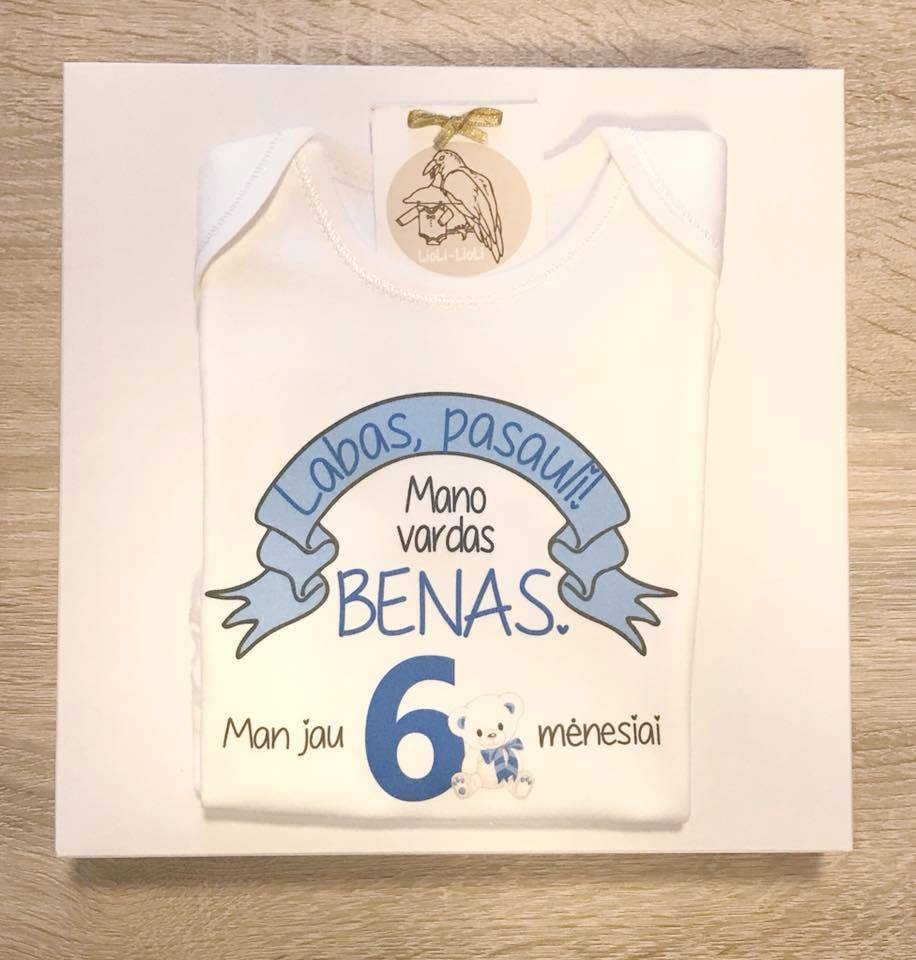 LioLi-LioLi
Labas, pasauli!
Mano
vardas
BENAS.
Man jau 6 mėnesiai